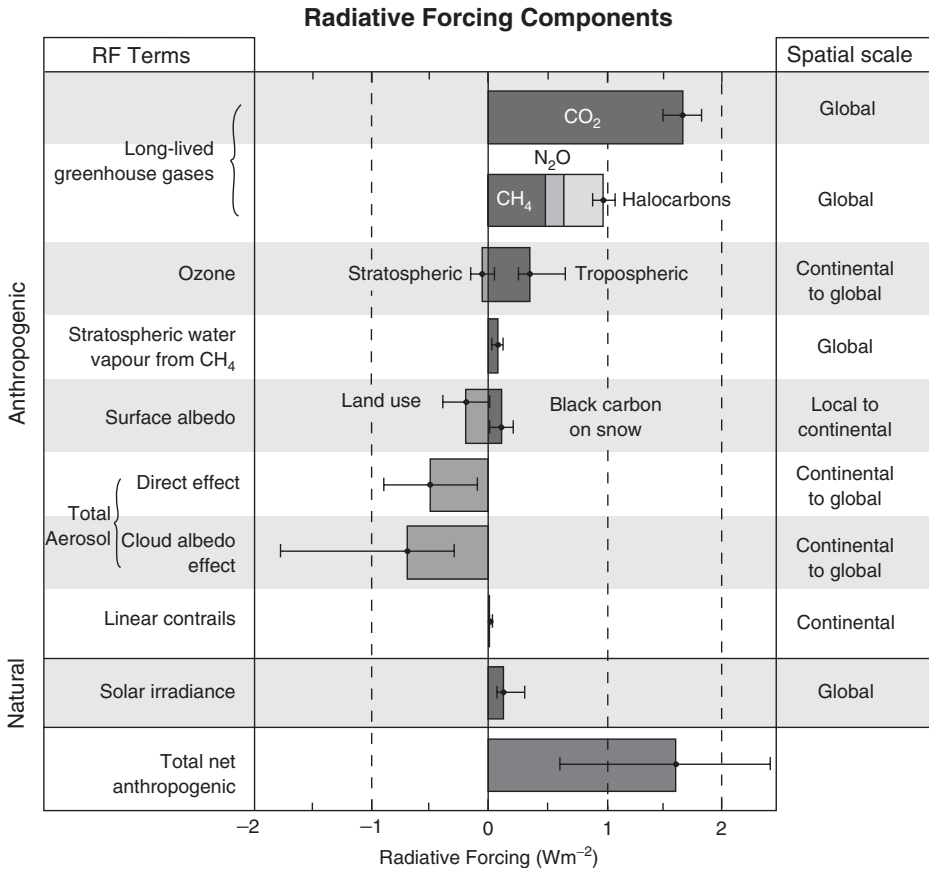 Radiative Forcing Components
RF Terms
Spatial scale
Anthropogenic
Natural
Long-lived
greenhouse gases
CO₂
Global
N₂O
CH₄
Halocarbons
Global
Ozone
Stratospheric
Tropospheric
Continental
to global
Stratospheric water
vapour from CH₄
Global
Surface albedo
Land use
Black carbon
on snow
Local to
continental
Total
Aerosol
Direct effect
Continental
to global
Cloud albedo
effect
Continental
to global
Linear contrails
Continental
Solar irradiance
Global
Total net
anthropogenic
−2 −1 0 1 2
Radiative Forcing (Wm⁻²)